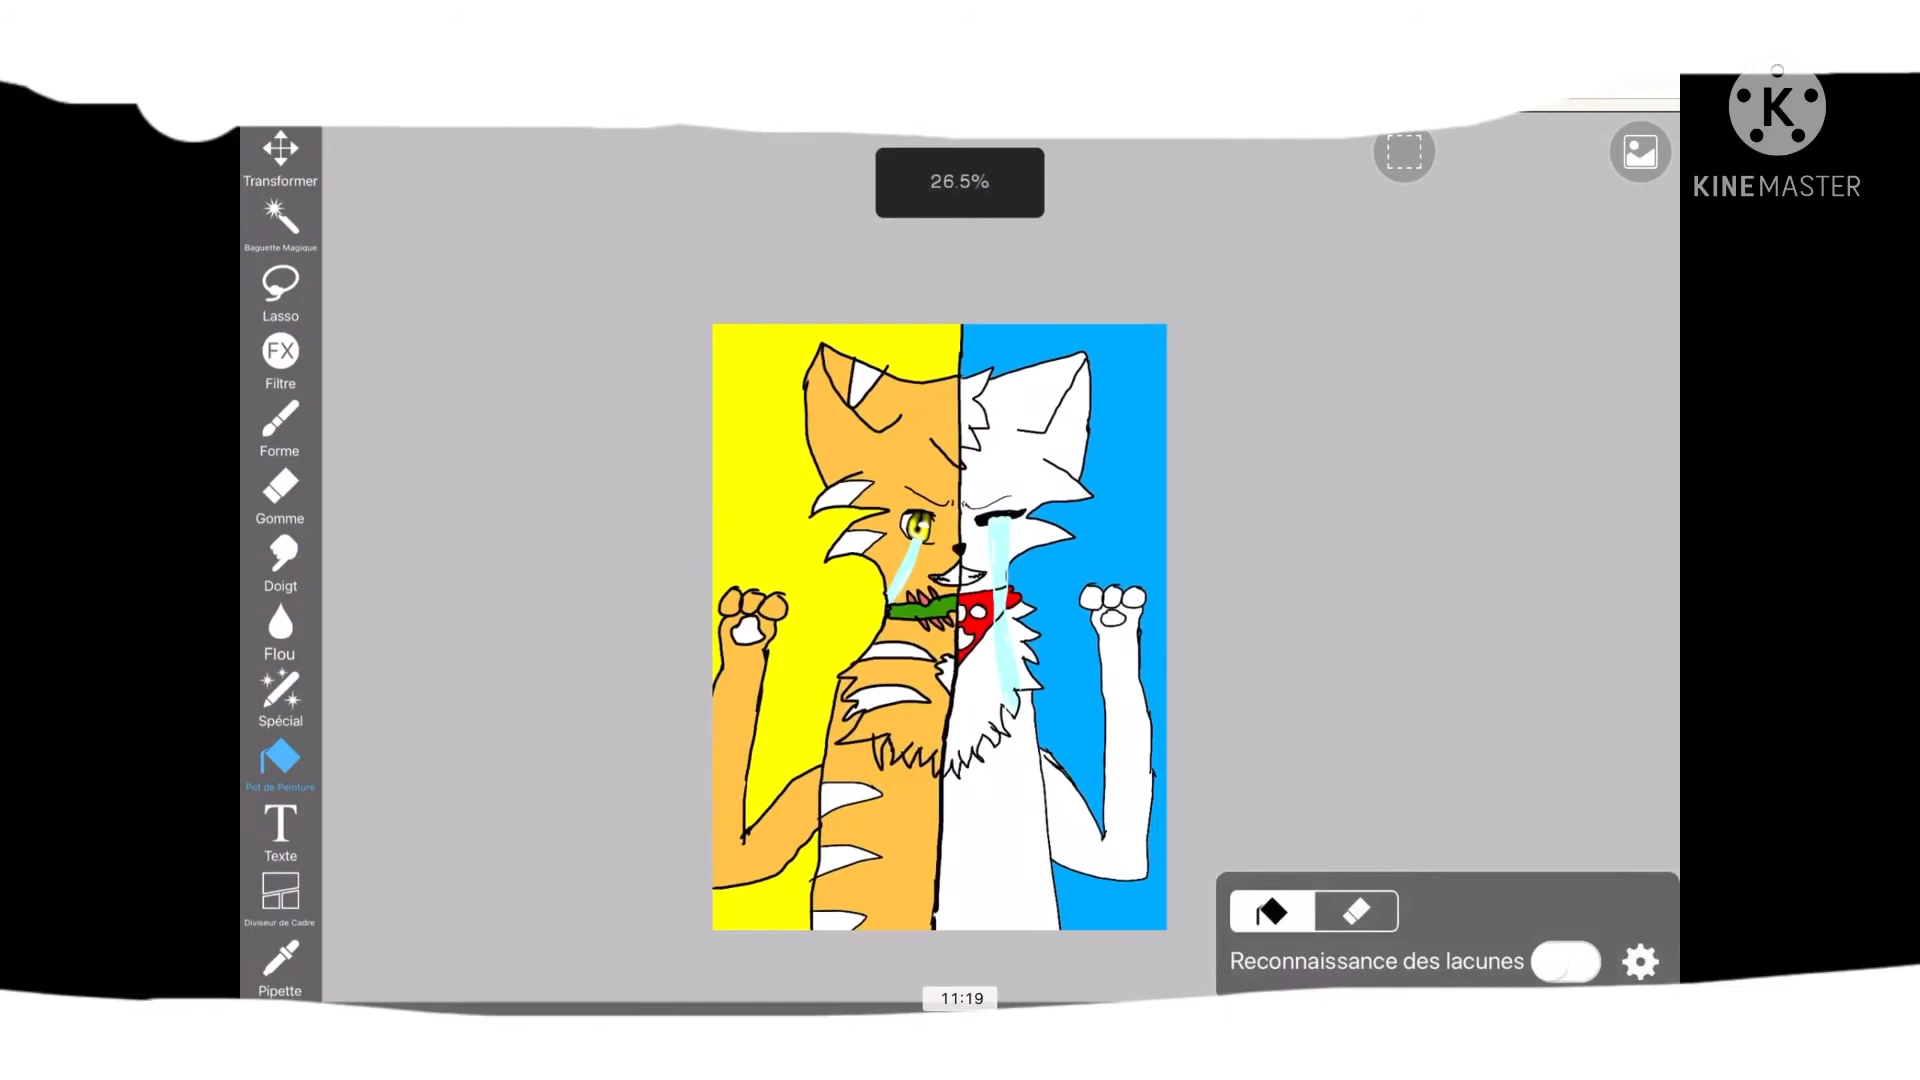 26.5%
K
KINEMASTER
Transformer
Baguette Magique
Lasso
FX
Filtre
Forme
Gomme
Doigt
Flou
Spécial
Pot de Peinture
T
Texte
Diviseur de Cadre
Pipette
Reconnaissance des lacunes
11:19